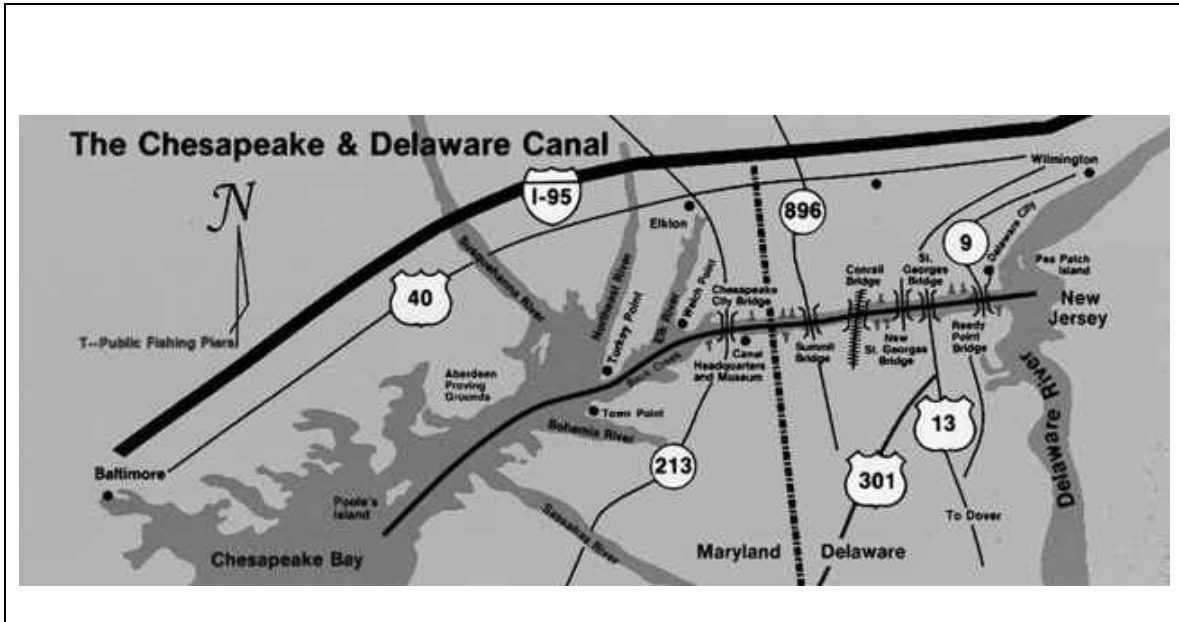 The Chesapeake & Delaware Canal
N
I-95
40
896
9
Wilmington
Elkton
Susquehanna River
Northeast River
Turkey Point
Elk River
Welch Point
Back Creek
Chesapeake
City Bridge
Conrail
Bridge
St.
Georges
Bridge
Delaware City
Pea Patch
Island
New
Jersey
T--Public Fishing Piers
Canal
Headquarters
and Museum
Summit
Bridge
New
St. Georges
Bridge
Reedy
Point
Bridge
Aberdeen
Proving
Grounds
Town Point
Bohemia River
Delaware River
13
213
301
Baltimore
Poole's
Island
Sassafras River
To Dover
Chesapeake Bay
Maryland
Delaware